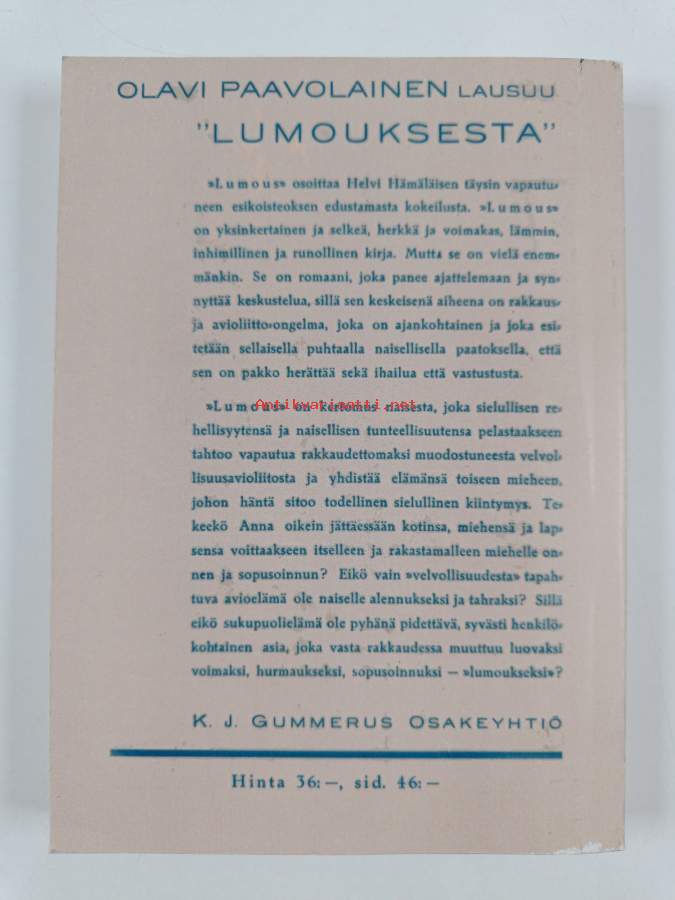 OLAVI PAAVOLAINEN LAUSUU
"LUMOUKSESTA"
»Lumous» osoittaa Helvi Hämäläisen täysin vapautu-
neen esikoisteoksen edustamasta kokeilusta. »Lumous»
on yksinkertainen ja selkeä, herkkä ja voimakas, lämmin,
inhimillinen ja runollinen kirja. Mutta se on vielä enem-
mänkin. Se on romaani, joka panee ajattelemaan ja syn-
nyttää keskustelua, sillä sen keskeisenä aiheena on rakkaus-
ja avioliitto-ongelma, joka on ajankohtainen ja joka esi-
tetään sellaisella puhtaalla naisellisella paatoksella, että
sen on pakko herättää sekä ihailua että vastustusta.
Antikvariaatti.net
»Lumous» on kertomus naisesta, joka sielullisen re-
hellisyytensä ja naisellisen tunteellisuutensa pelastaakseen
tahtoo vapautua rakkaudettomaksi muodostuneesta velvol-
lisuusavioliitosta ja yhdistää elämänsä toiseen mieheen,
johon häntä sitoo todellinen sielullinen kiintymys. Te-
keekö Anna oikein jättäessään kotinsa, miehensä ja lap-
sensa voittaakseen itselleen ja rakastamalleen miehelle on-
nen ja sopusoinnun? Eikö vain »velvollisuudesta» tapah-
tuva avioelämä ole naiselle alennukseksi ja tahraksi? Sillä
eikö sukupuolielämä ole pyhänä pidettävä, syvästi henkilö-
kohtainen asia, joka vasta rakkaudessa muuttuu luovaksi
voimaksi, hurmaukseksi, sopusoinnuksi — »lumoukseksi»?
K. J. GUMMERUS OSAKEYHTIÖ
Hinta 36:—, sid. 46:—